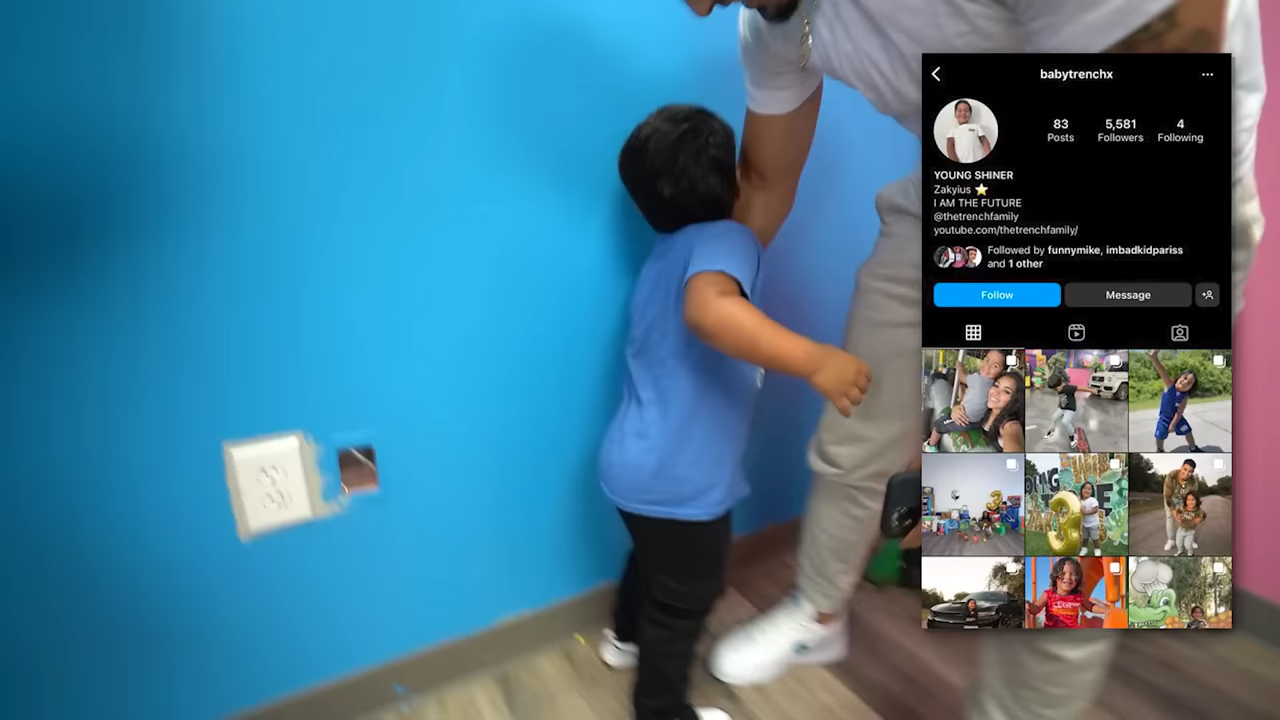 babytrenchx
83 5,581 4
Posts Followers Following
YOUNG SHINER
Zakyius ⭐
I AM THE FUTURE
@thetrenchfamily
youtube.com/thetrenchfamily/
Followed by funnymike, imbadkidpariss
and 1 other
Follow Message
3